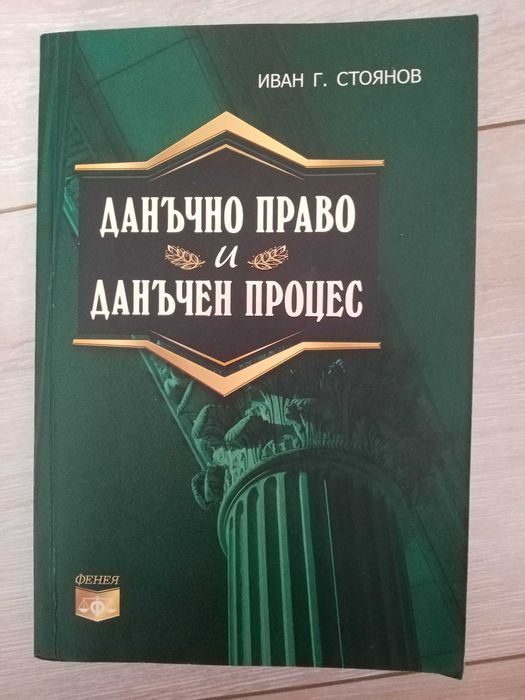 ИВАН Г. СТОЯНОВ
ДАНЪЧНО ПРАВО
и
ДАНЪЧЕН ПРОЦЕС
ФЕНЕЯ
Ф